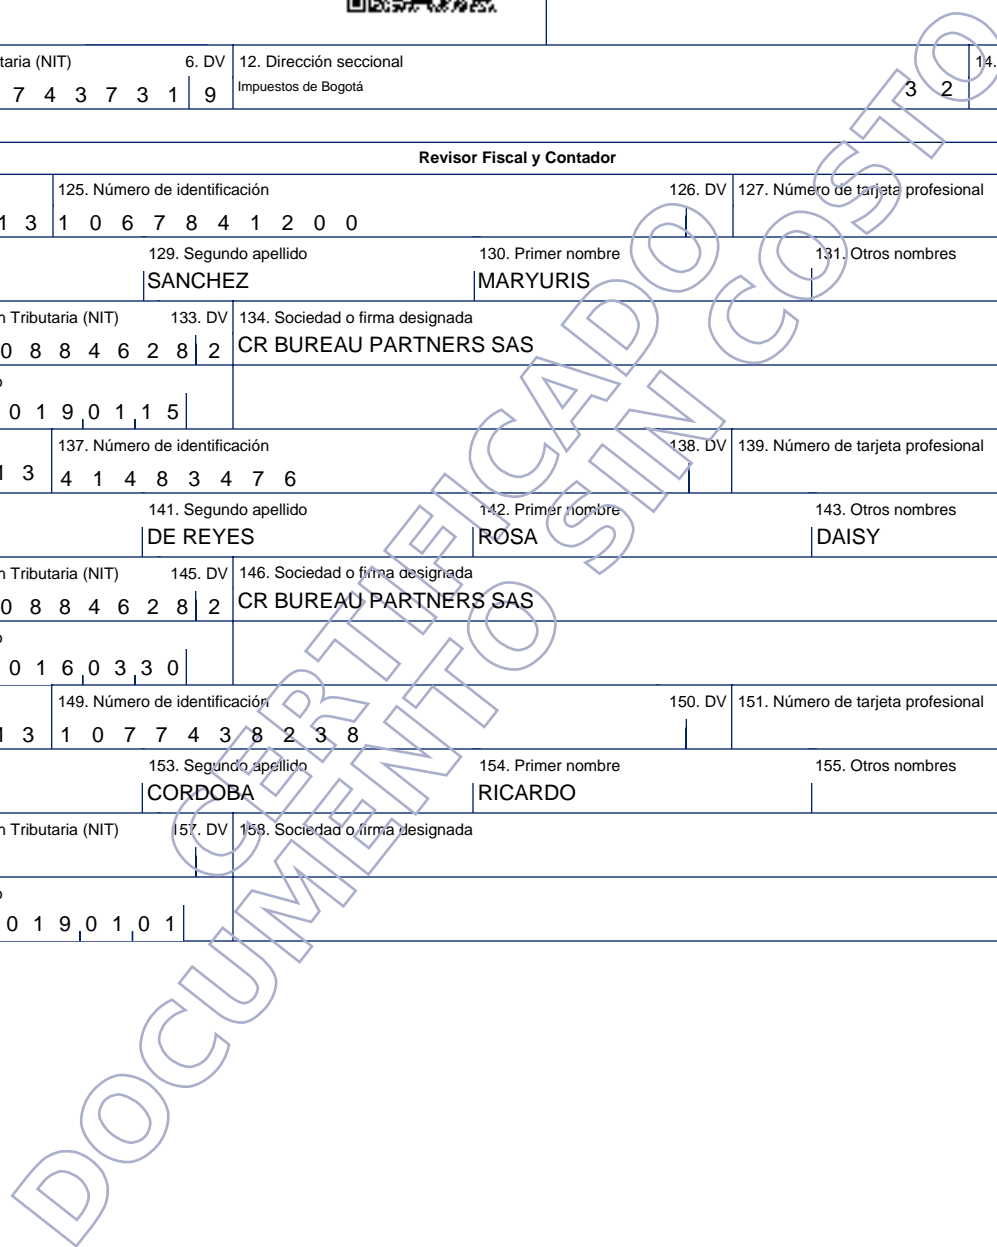 taria (NIT) 6. DV 12. Dirección seccional 14.
7 4 3 7 3 1 9 Impuestos de Bogotá 3 2
Revisor Fiscal y Contador
125. Número de identificación 126. DV 127. Número de tarjeta profesional
1 3 1 0 6 7 8 4 1 2 0 0
129. Segundo apellido 130. Primer nombre 131. Otros nombres
SANCHEZ MARYURIS
n Tributaria (NIT) 133. DV 134. Sociedad o firma designada
0 8 8 4 6 2 8 2 CR BUREAU PARTNERS SAS
o
0 1 9 0 1 1 5
137. Número de identificación 138. DV 139. Número de tarjeta profesional
1 3 4 1 4 8 3 4 7 6
141. Segundo apellido 142. Primer nombre 143. Otros nombres
DE REYES ROSA DAISY
n Tributaria (NIT) 145. DV 146. Sociedad o firma designada
0 8 8 4 6 2 8 2 CR BUREAU PARTNERS SAS
o
0 1 6 0 3 3 0
149. Número de identificación 150. DV 151. Número de tarjeta profesional
1 3 1 0 7 7 4 3 8 2 3 8
153. Segundo apellido 154. Primer nombre 155. Otros nombres
CORDOBA RICARDO
n Tributaria (NIT) 157. DV 158. Sociedad o firma designada
o
0 1 9 0 1 0 1
CERTIFICADO
DOCUMENTO SIN COSTO